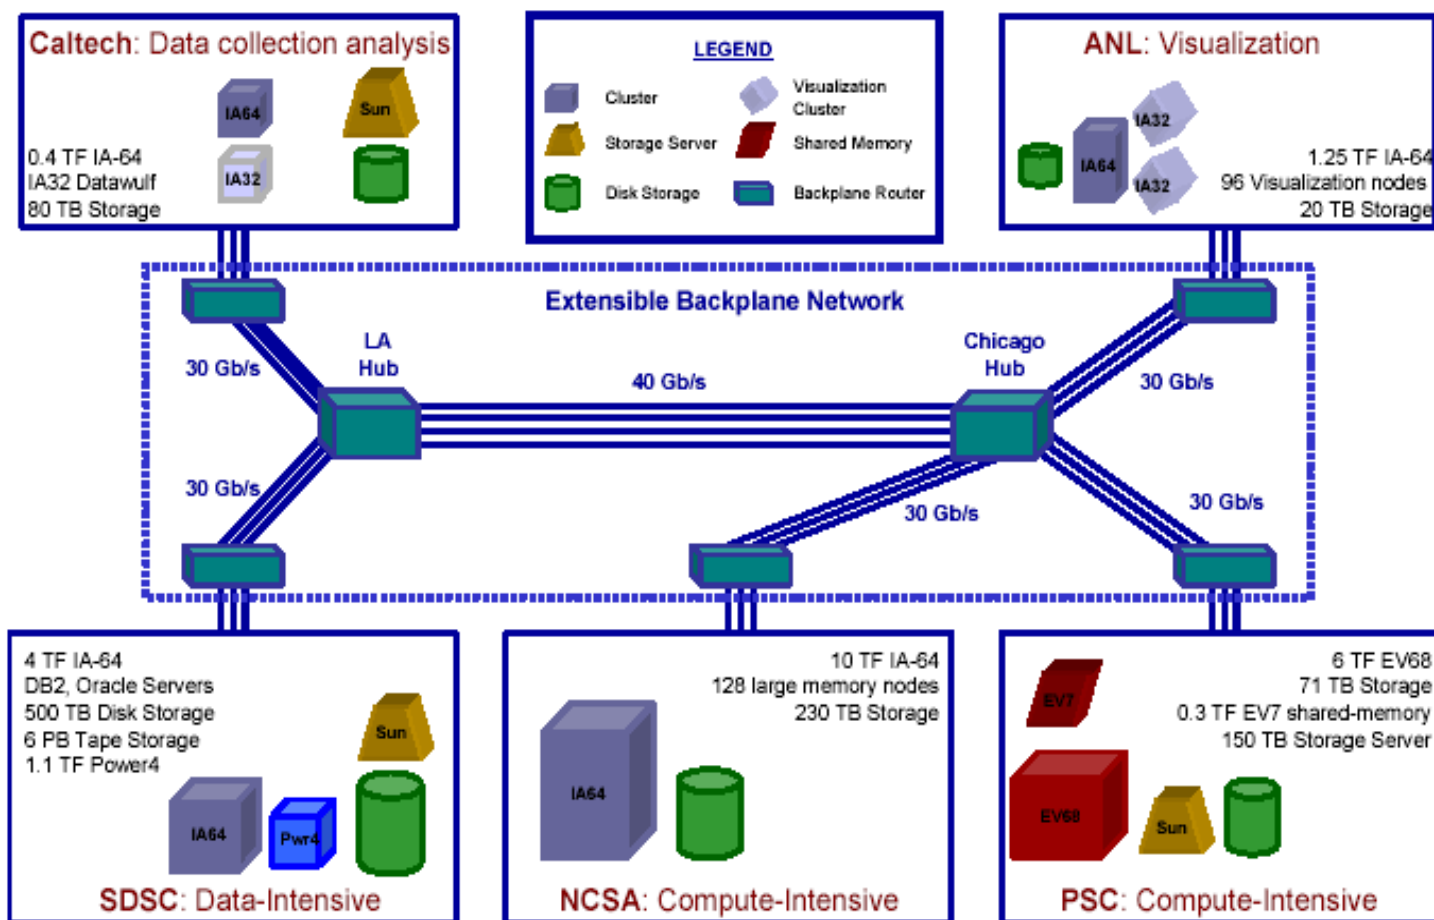 Caltech: Data collection analysis
IA64
Sun
IA32
0.4 TF IA-64
IA32 Datawulf
80 TB Storage
LEGEND
Cluster
Visualization
Cluster
Storage Server
Shared Memory
Disk Storage
Backplane Router
ANL: Visualization
IA32
IA64
IA32
1.25 TF IA-64
96 Visualization nodes
20 TB Storage
Extensible Backplane Network
LA
Hub
Chicago
Hub
30 Gb/s
40 Gb/s
30 Gb/s
30 Gb/s
30 Gb/s
30 Gb/s
4 TF IA-64
DB2, Oracle Servers
500 TB Disk Storage
6 PB Tape Storage
1.1 TF Power4
Sun
IA64
Pwr4
SDSC: Data-Intensive
10 TF IA-64
128 large memory nodes
230 TB Storage
IA64
NCSA: Compute-Intensive
6 TF EV68
71 TB Storage
0.3 TF EV7 shared-memory
150 TB Storage Server
EV7
EV68
Sun
PSC: Compute-Intensive